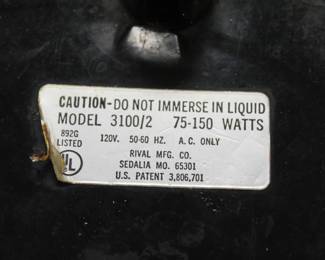 CAUTION-DO NOT IMMERSE IN LIQUID
MODEL 3100/2 75-150 WATTS
892G 120V. 50-60 HZ. A.C. ONLY
LISTED
RIVAL MFG. CO.
UL SEDALIA MO. 65301
U.S. PATENT 3,806,701